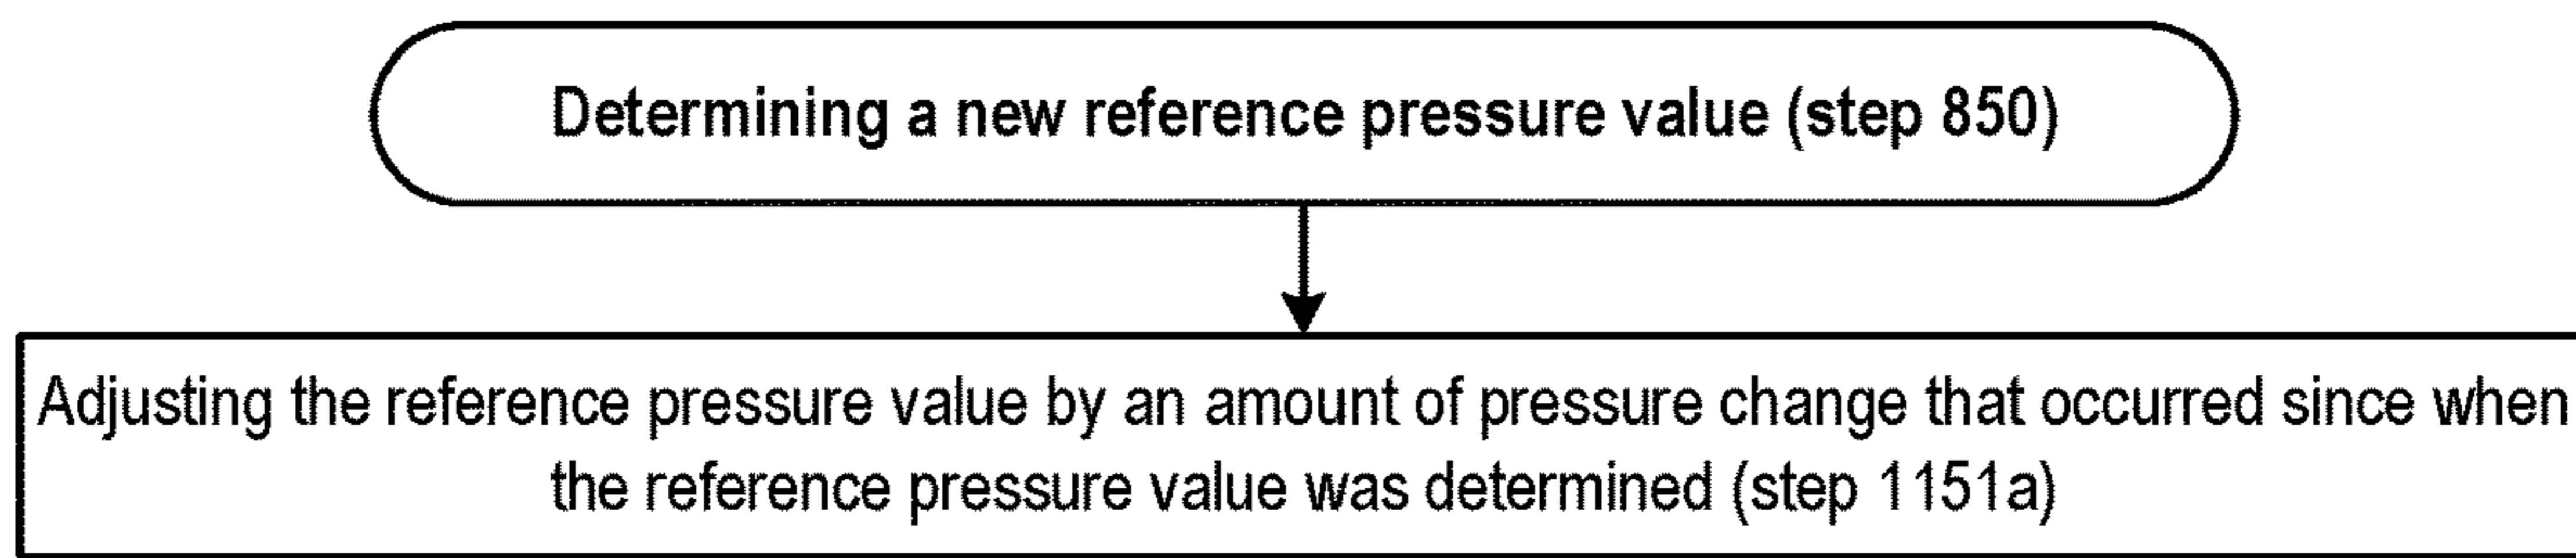 Determining a new reference pressure value (step 850)
Adjusting the reference pressure value by an amount of pressure change that occurred since when
the reference pressure value was determined (step 1151a)